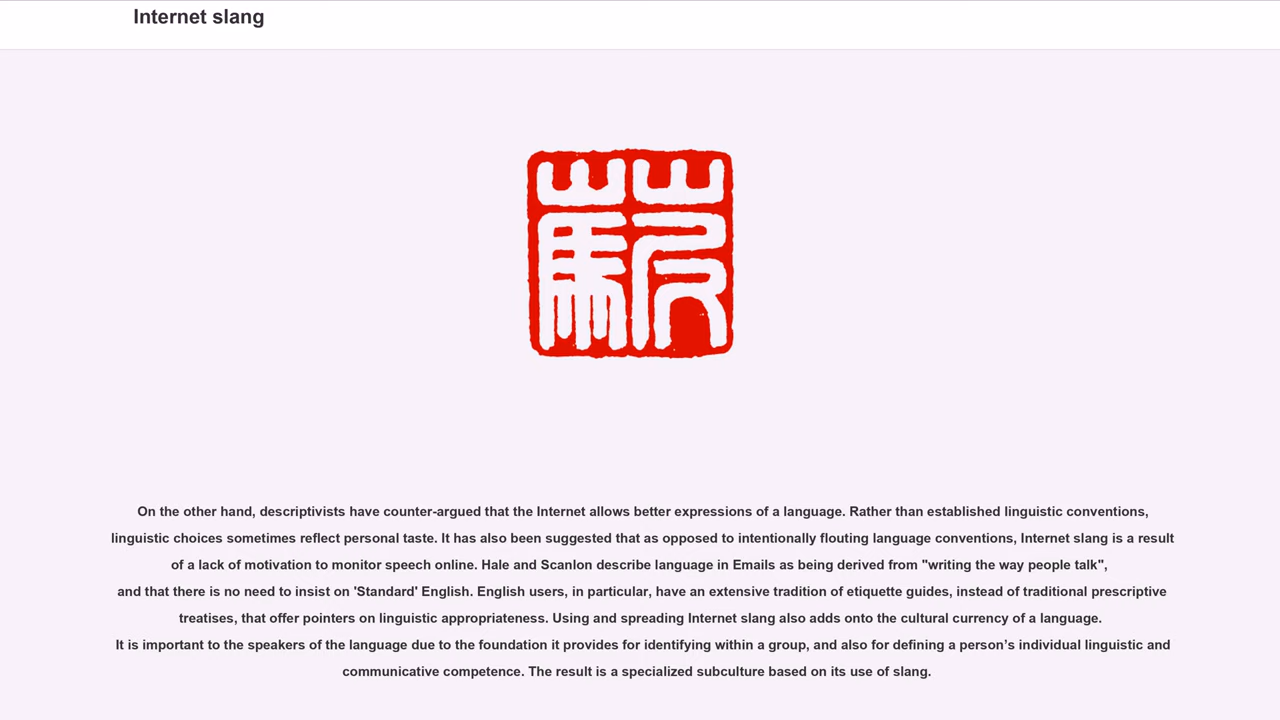 Internet slang
On the other hand, descriptivists have counter-argued that the Internet allows better expressions of a language. Rather than established linguistic conventions,
linguistic choices sometimes reflect personal taste. It has also been suggested that as opposed to intentionally flouting language conventions, Internet slang is a result
of a lack of motivation to monitor speech online. Hale and Scanlon describe language in Emails as being derived from "writing the way people talk",
and that there is no need to insist on 'Standard' English. English users, in particular, have an extensive tradition of etiquette guides, instead of traditional prescriptive
treatises, that offer pointers on linguistic appropriateness. Using and spreading Internet slang also adds onto the cultural currency of a language.
It is important to the speakers of the language due to the foundation it provides for identifying within a group, and also for defining a person’s individual linguistic and
communicative competence. The result is a specialized subculture based on its use of slang.